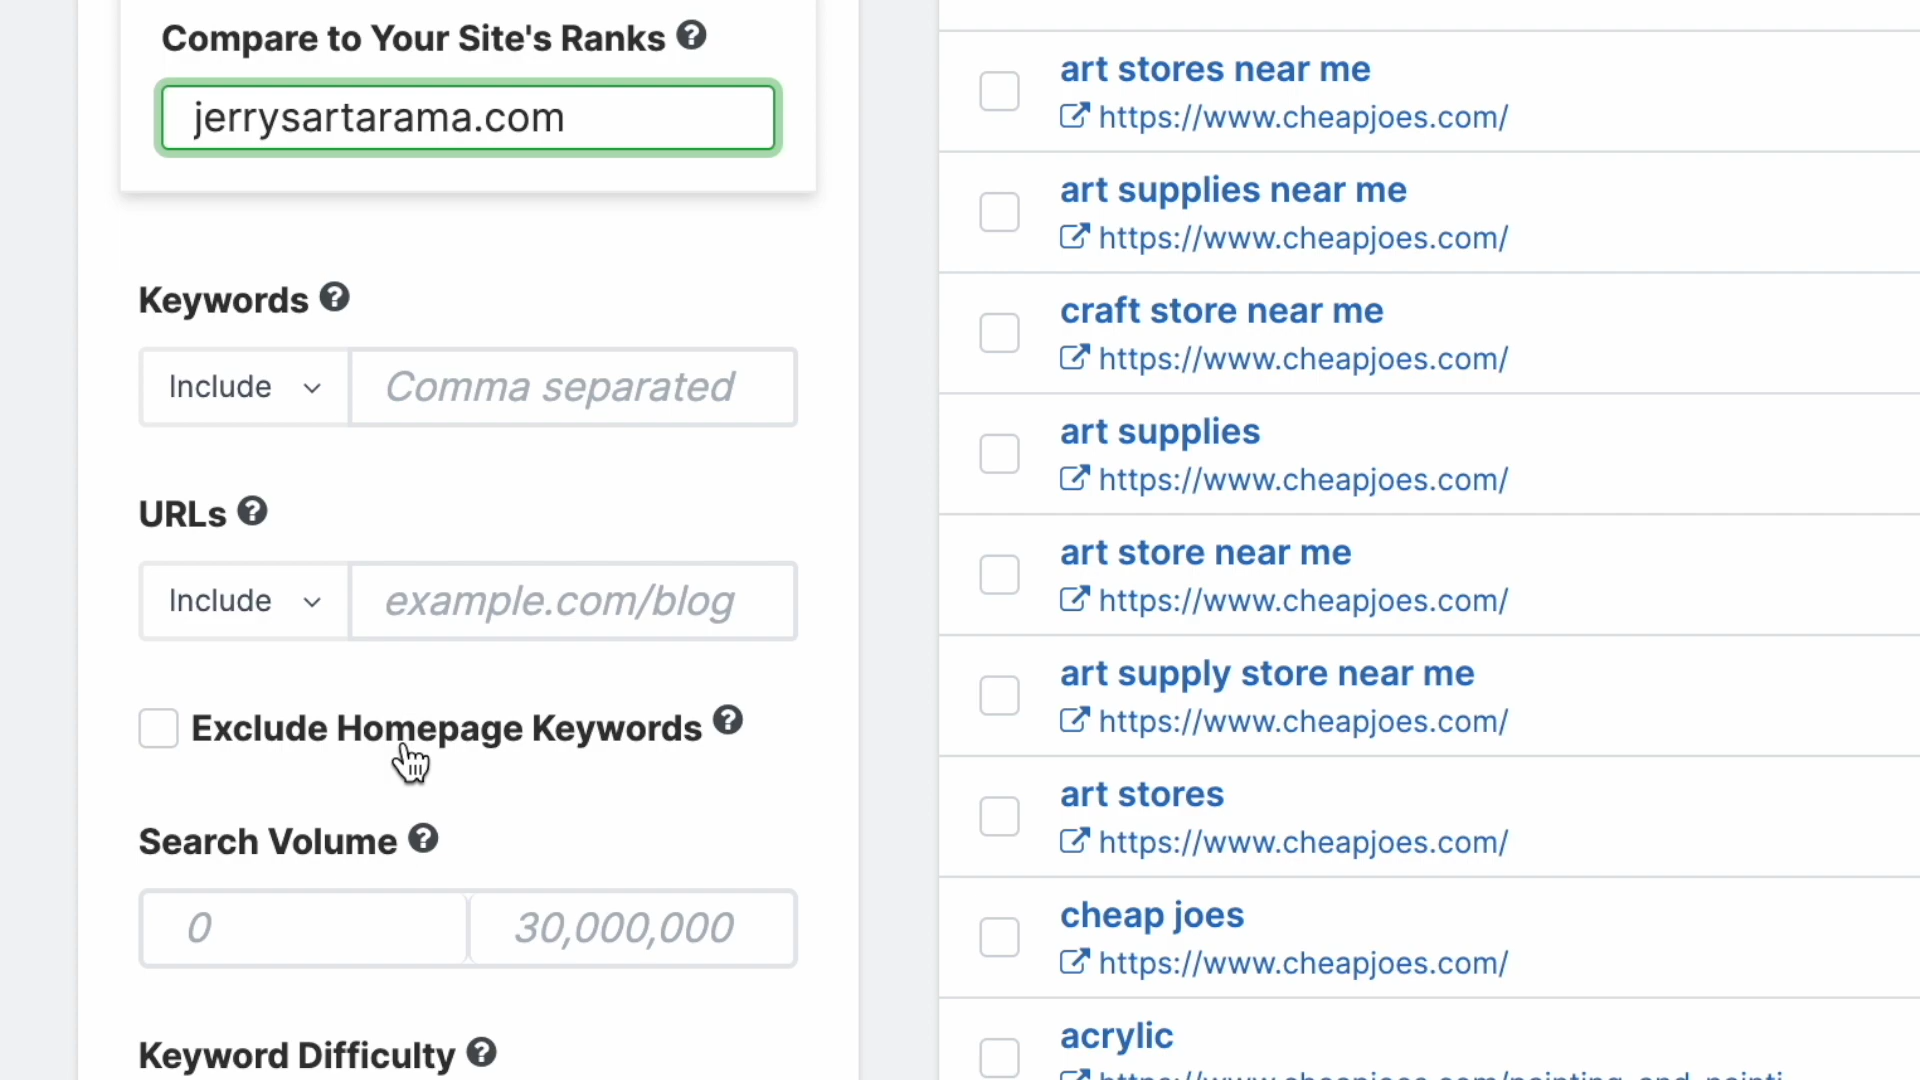 Compare to Your Site's Ranks
jerrysartarama.com
Keywords
Include
Comma separated
URLs
Include
example.com/blog
Exclude Homepage Keywords
Search Volume
0
30,000,000
Keyword Difficulty
art stores near me
https://www.cheapjoes.com/
art supplies near me
https://www.cheapjoes.com/
craft store near me
https://www.cheapjoes.com/
art supplies
https://www.cheapjoes.com/
art store near me
https://www.cheapjoes.com/
art supply store near me
https://www.cheapjoes.com/
art stores
https://www.cheapjoes.com/
cheap joes
https://www.cheapjoes.com/
acrylic